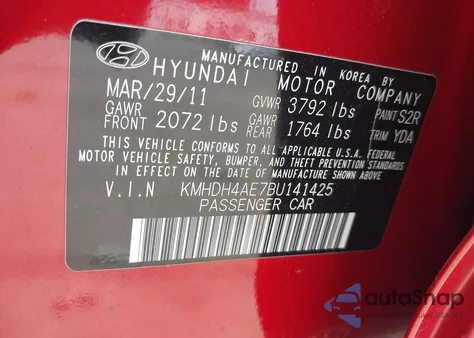 MANUFACTURED IN KOREA BY
HYUNDAI MOTOR COMPANY
MAR/29/11 GVWR 3792 lbs PAINT S2R
GAWR FRONT 2072 lbs GAWR REAR 1764 lbs TRIM YDA
THIS VEHICLE CONFORMS TO ALL APPLICABLE U.S.A. FEDERAL
MOTOR VEHICLE SAFETY, BUMPER, AND THEFT PREVENTION STANDARDS
IN EFFECT ON THE DATE OF MANUFACTURE SHOWN ABOVE.
V.I.N KMHDH4AE7BU141425
PASSENGER CAR
autoSnap